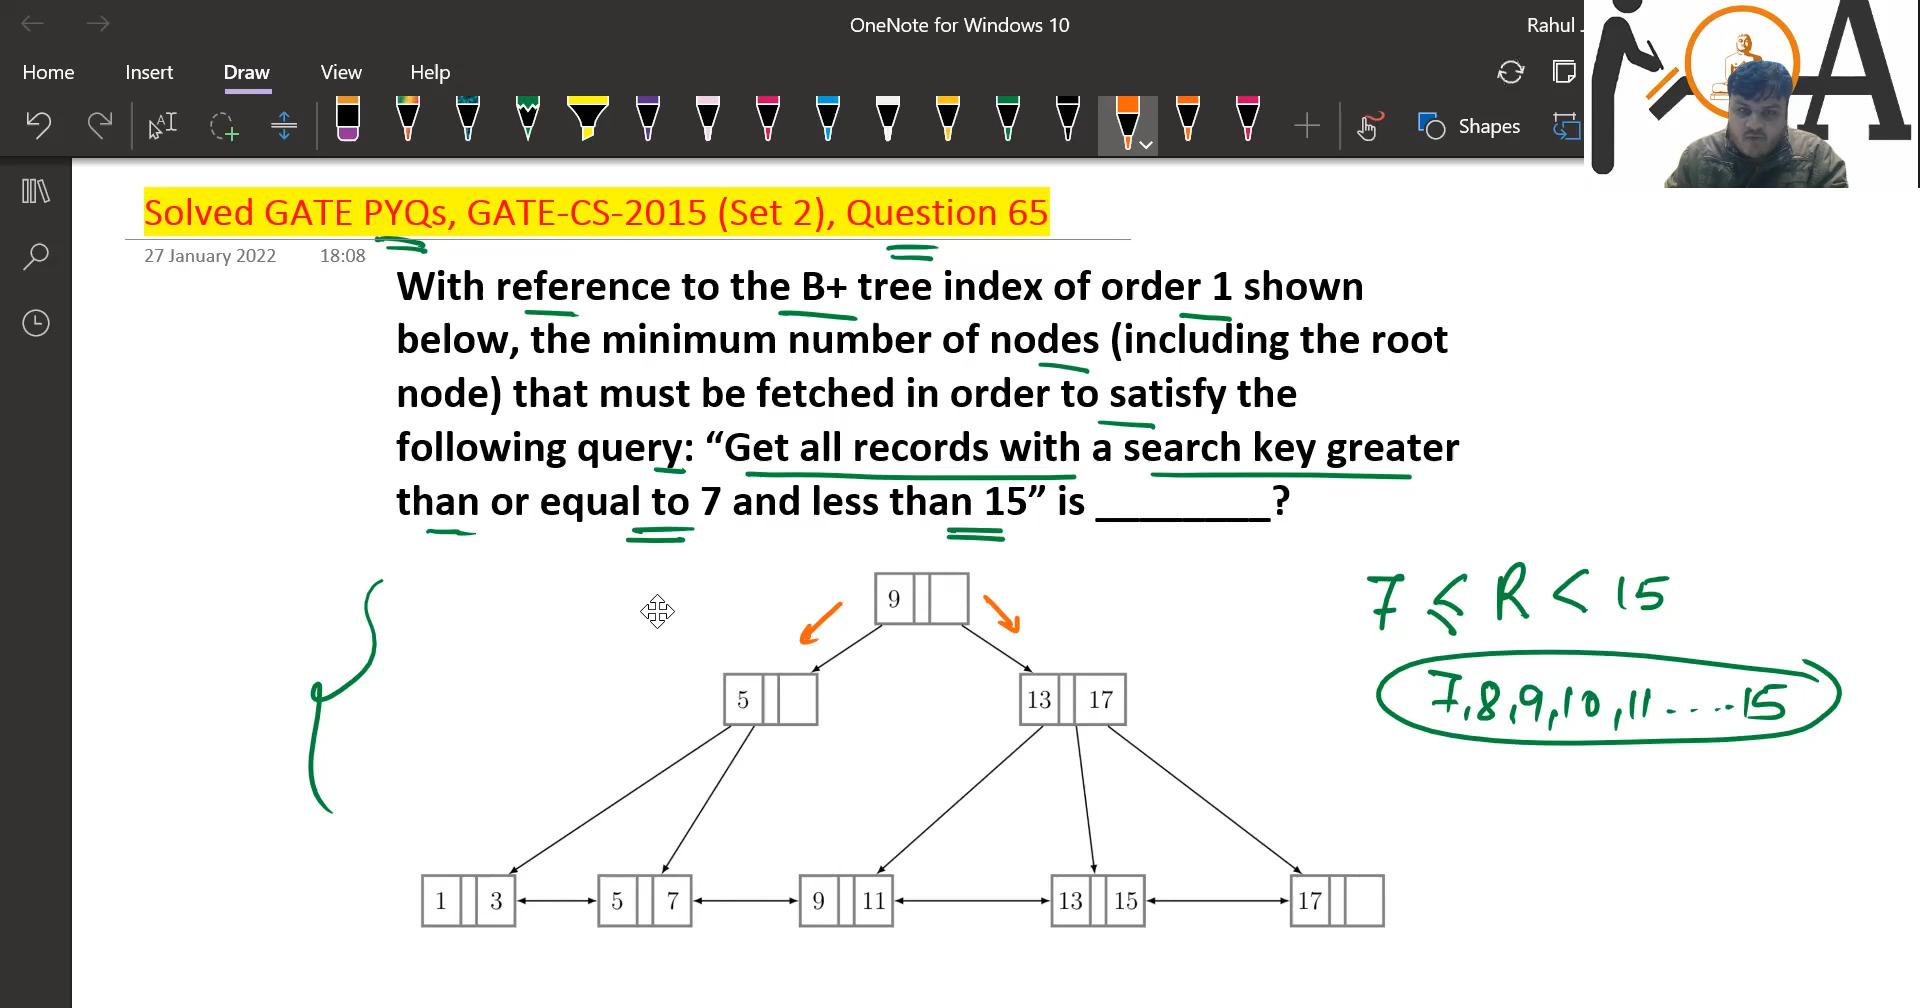 OneNote for Windows 10
Rahul J
Home Insert Draw View Help
Shapes
A
Solved GATE PYQs, GATE-CS-2015 (Set 2), Question 65
27 January 2022 18:08
With reference to the B+ tree index of order 1 shown
below, the minimum number of nodes (including the root
node) that must be fetched in order to satisfy the
following query: “Get all records with a search key greater
than or equal to 7 and less than 15” is ________?
9
7 ≤ R < 15
5 13 17
7,8,9,10,11.....15
1 3 5 7 9 11 13 15 17